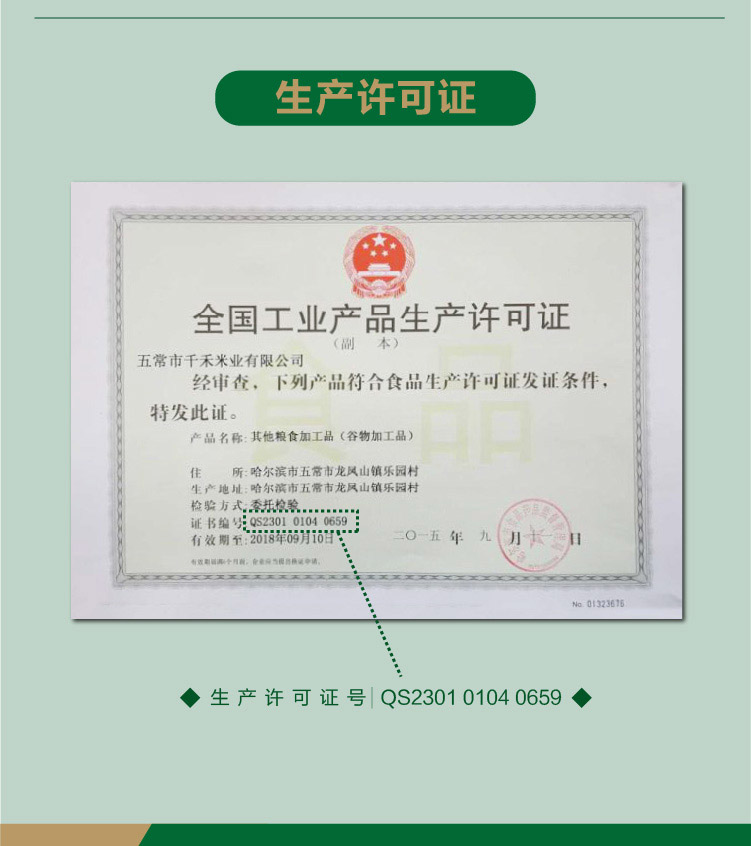 生产许可证
全国工业产品生产许可证
（副 本）
五常市千禾米业有限公司
经审查，下列产品符合食品生产许可证发证条件，
特发此证。
食品
产品名称：其他粮食加工品（谷物加工品）
住 所：哈尔滨市五常市龙凤山镇乐园村
生产地址：哈尔滨市五常市龙凤山镇乐园村
检验方式：委托检验
证书编号：QS2301 0104 0659
有效期至：2018年09月10日
二〇一五 年 九 月 十一 日
No. 01323676
生产许可证号 QS2301 0104 0659